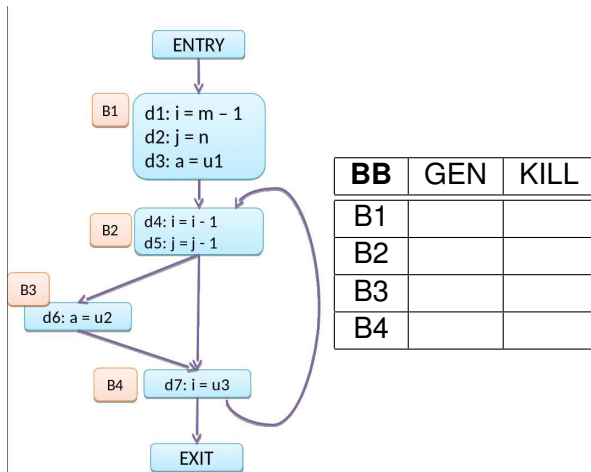 ENTRY
B1
d1: i = m – 1
d2: j = n
d3: a = u1
B2
d4: i = i - 1
d5: j = j - 1
B3
d6: a = u2
B4
d7: i = u3
EXIT
BB GEN KILL
B1
B2
B3
B4